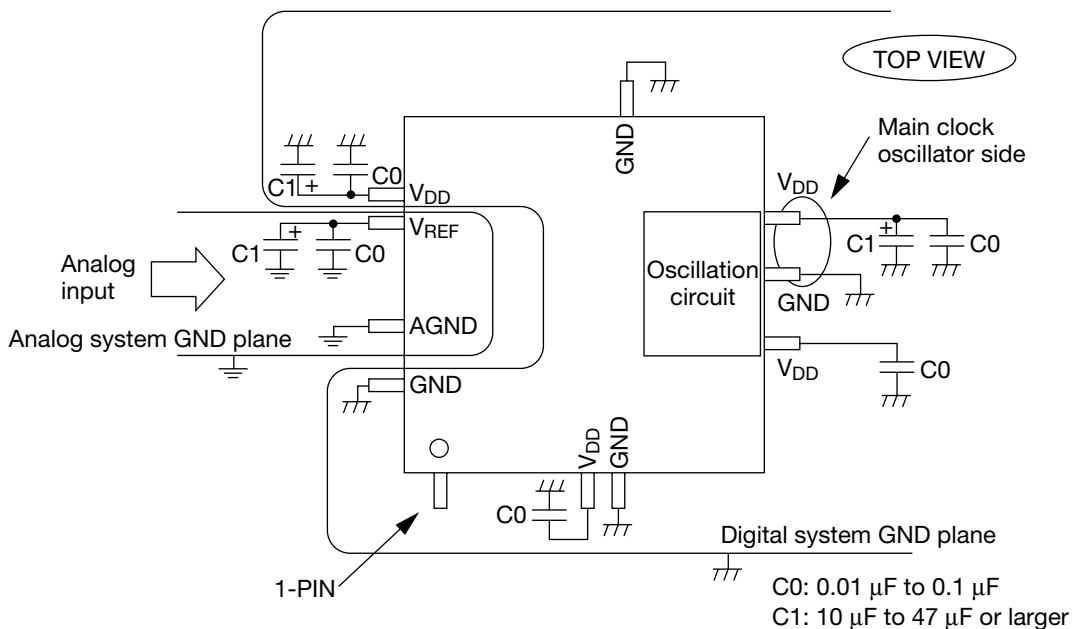 TOP VIEW
GND
Main clock
oscillator side
C1
+
C0
VDD
VDD
VREF
C1
+
C0
C1
+
C0
Analog
input
Oscillation
circuit
GND
AGND
Analog system GND plane
VDD
C0
GND
VDD
GND
C0
Digital system GND plane
1-PIN
C0: 0.01 μF to 0.1 μF
C1: 10 μF to 47 μF or larger